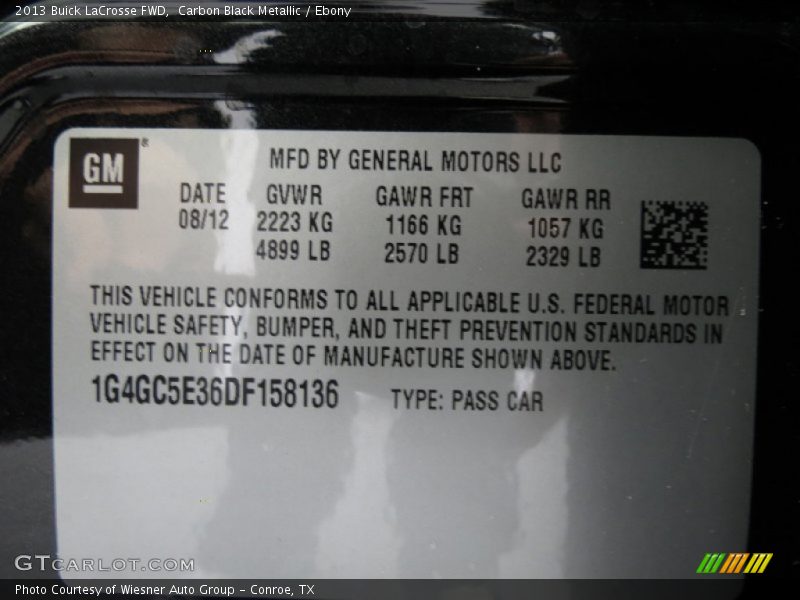 2013 Buick LaCrosse FWD, Carbon Black Metallic / Ebony
GM®
MFD BY GENERAL MOTORS LLC
DATE GVWR GAWR FRT GAWR RR
08/12 2223 KG 1166 KG 1057 KG
4899 LB 2570 LB 2329 LB
THIS VEHICLE CONFORMS TO ALL APPLICABLE U.S. FEDERAL MOTOR
VEHICLE SAFETY, BUMPER, AND THEFT PREVENTION STANDARDS IN
EFFECT ON THE DATE OF MANUFACTURE SHOWN ABOVE.
1G4GC5E36DF158136 TYPE: PASS CAR
GTCARLOT.COM
Photo Courtesy of Wiesner Auto Group – Conroe, TX